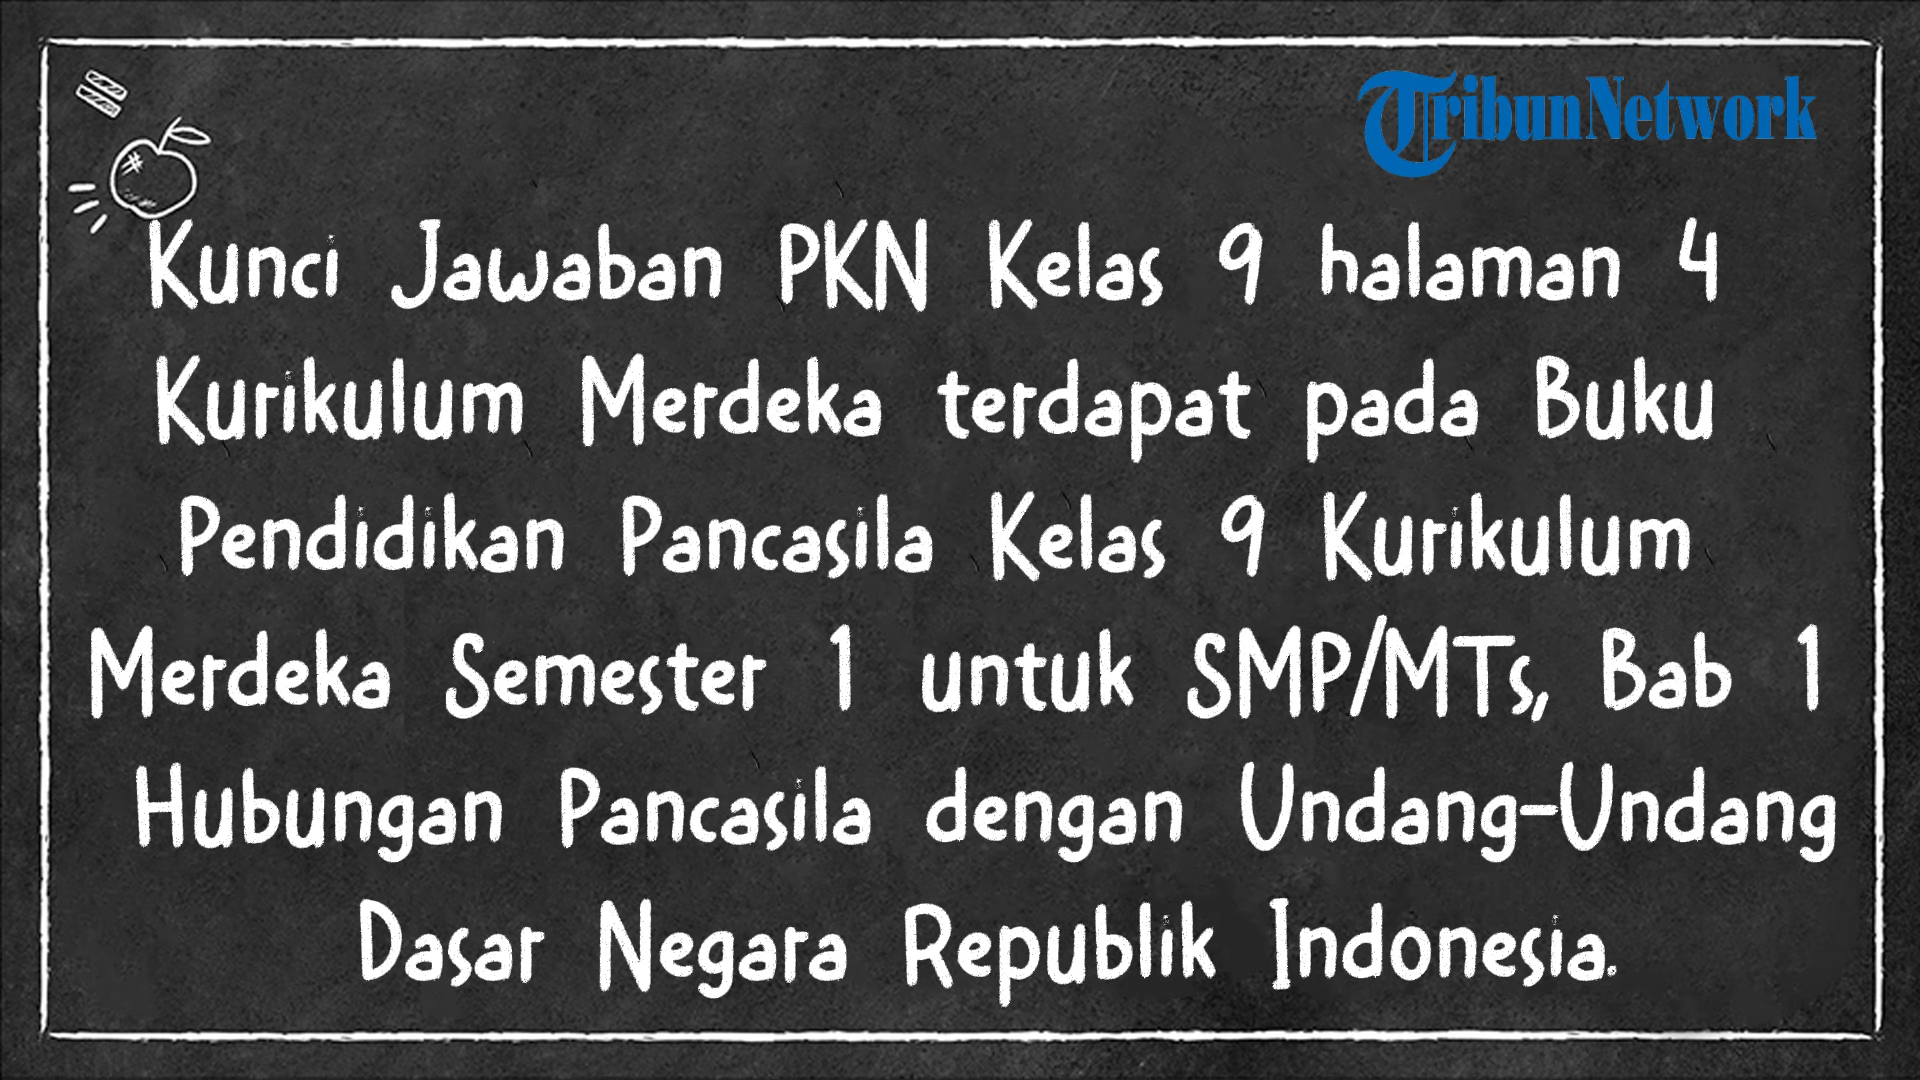 TribunNetwork
Kunci Jawaban PKN Kelas 9 halaman 4
Kurikulum Merdeka terdapat pada Buku
Pendidikan Pancasila Kelas 9 Kurikulum
Merdeka Semester 1 untuk SMP/MTs, Bab 1
Hubungan Pancasila dengan Undang-Undang
Dasar Negara Republik Indonesia.